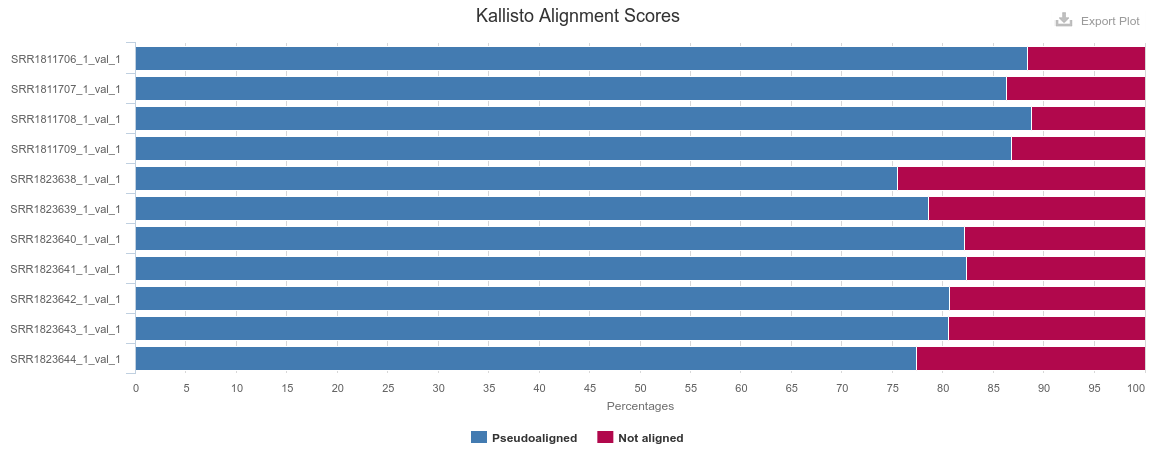 Kallisto Alignment Scores
Export Plot
SRR1811706_1_val_1
SRR1811707_1_val_1
SRR1811708_1_val_1
SRR1811709_1_val_1
SRR1823638_1_val_1
SRR1823639_1_val_1
SRR1823640_1_val_1
SRR1823641_1_val_1
SRR1823642_1_val_1
SRR1823643_1_val_1
SRR1823644_1_val_1
0 5 10 15 20 25 30 35 40 45 50 55 60 65 70 75 80 85 90 95 100
Percentages
Pseudoaligned Not aligned